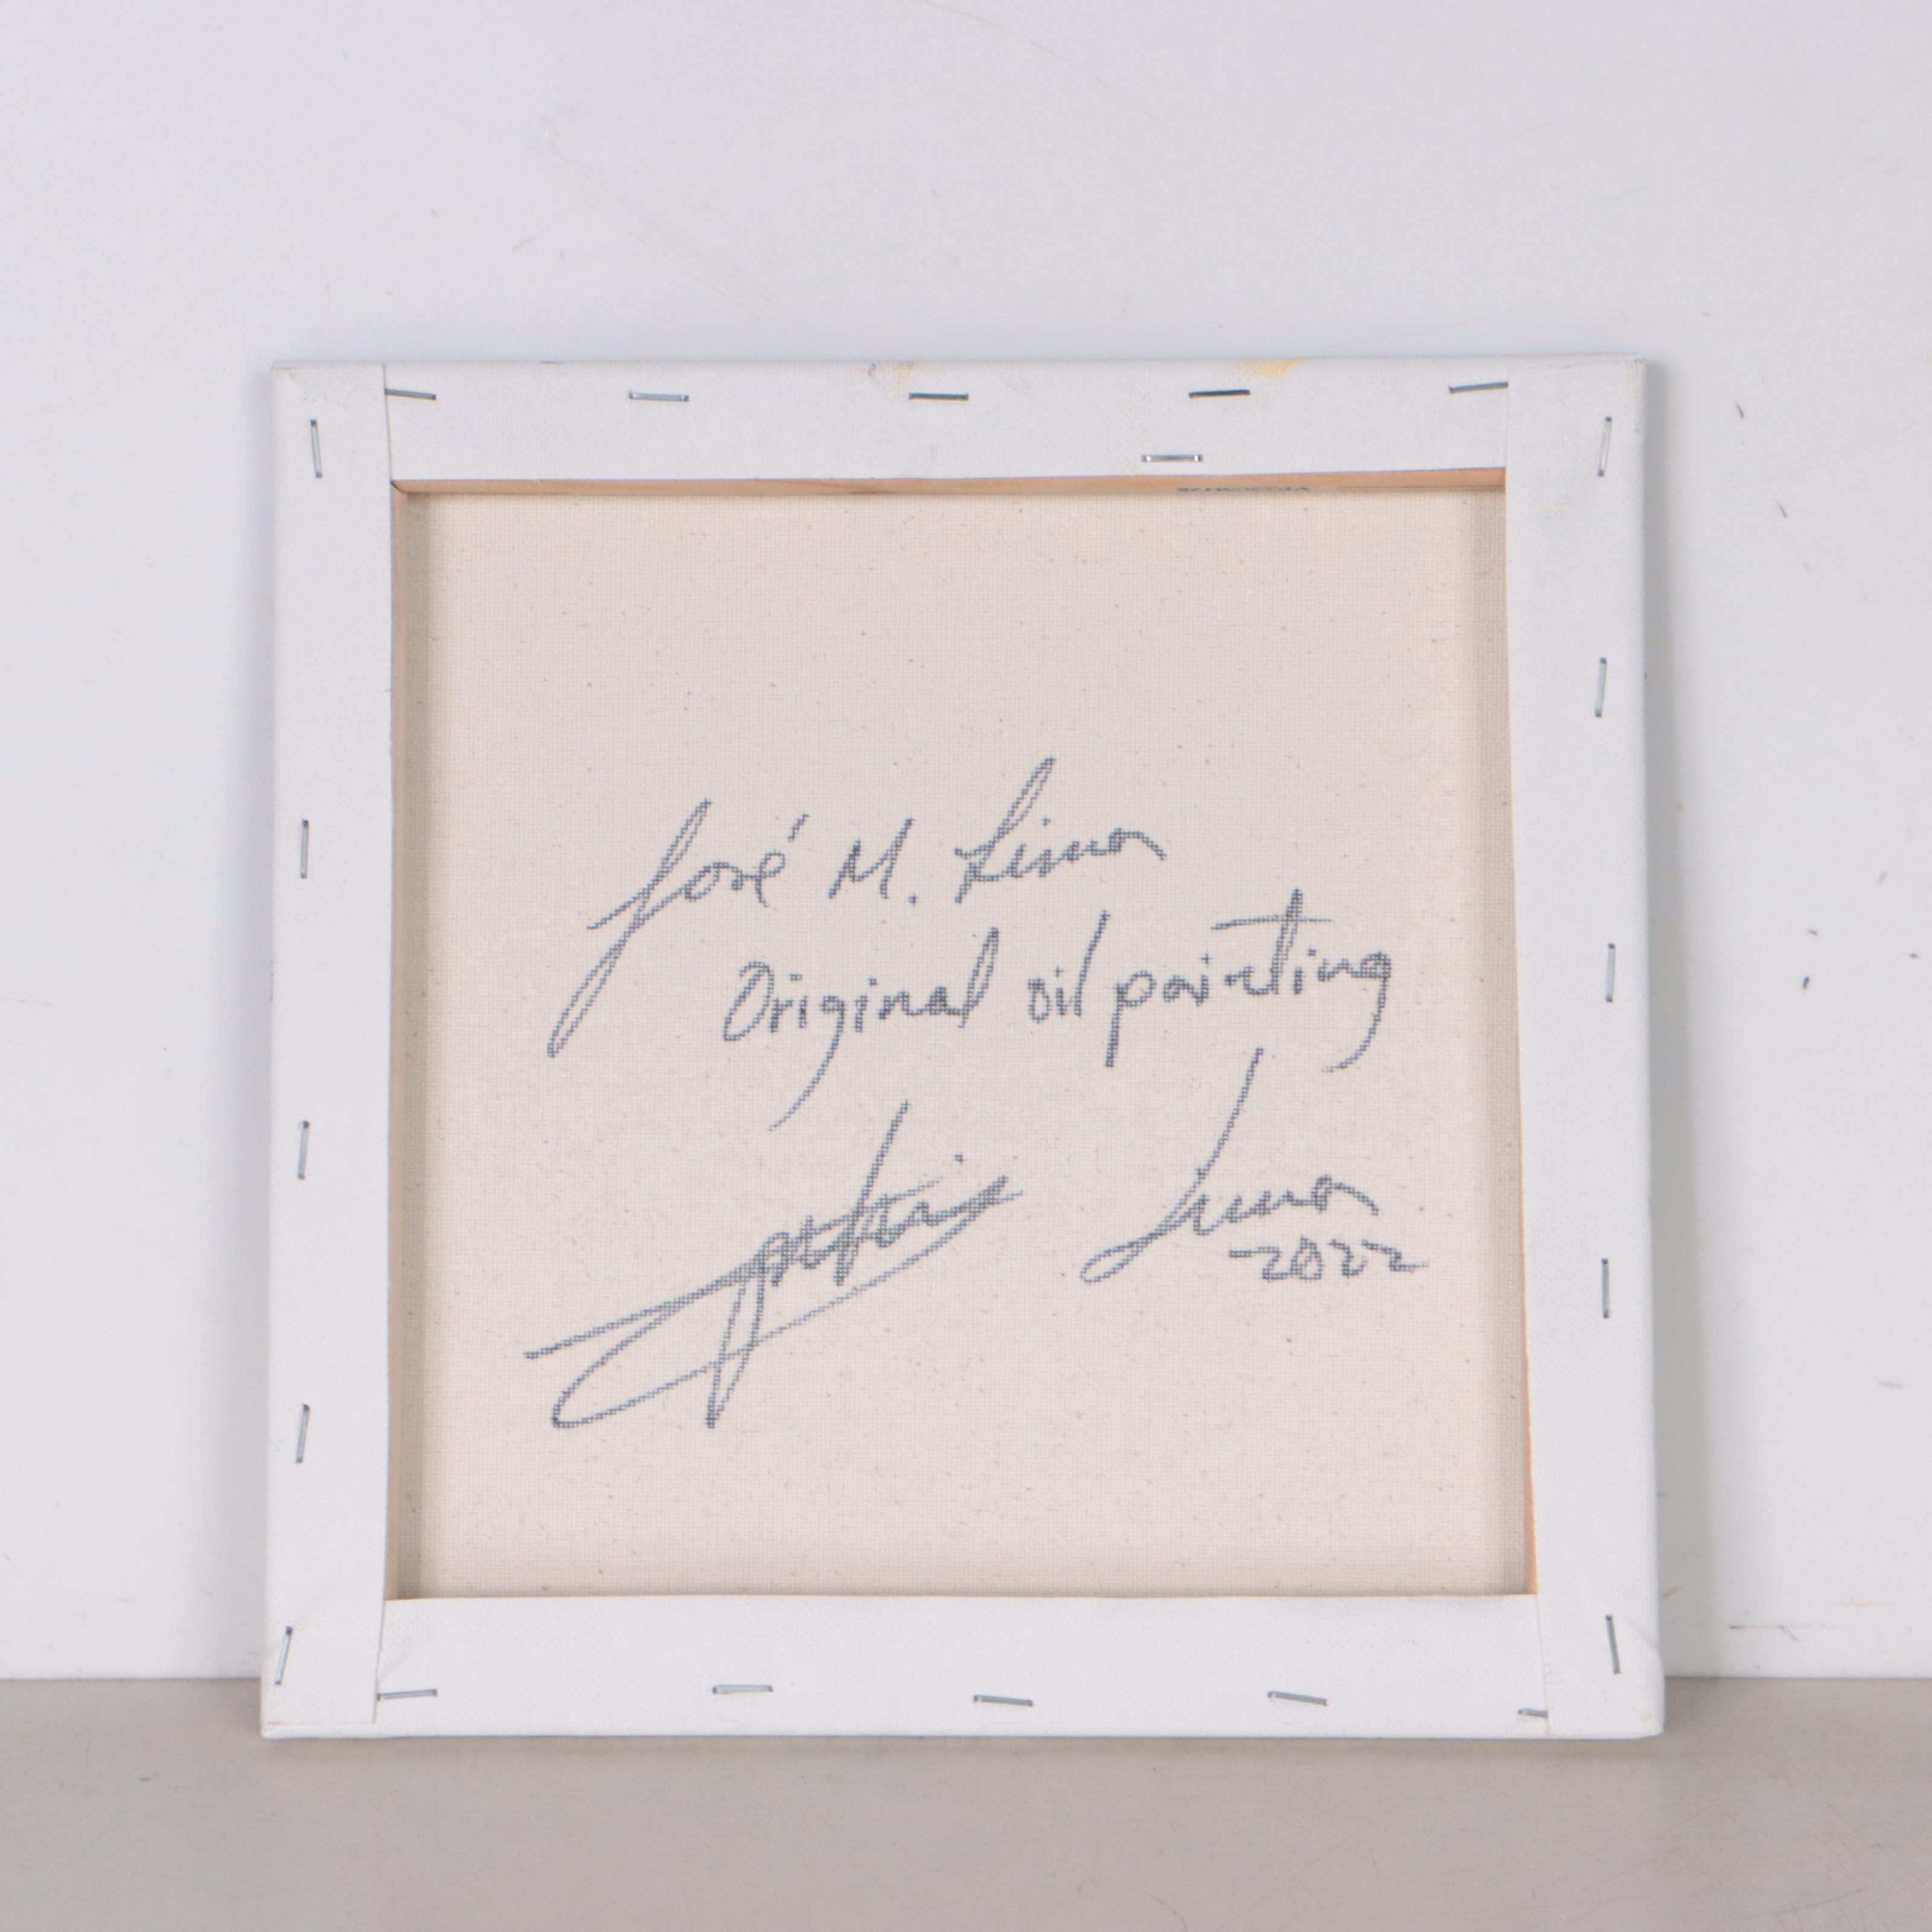 José M. Lima
Original oil painting
Lima
2022